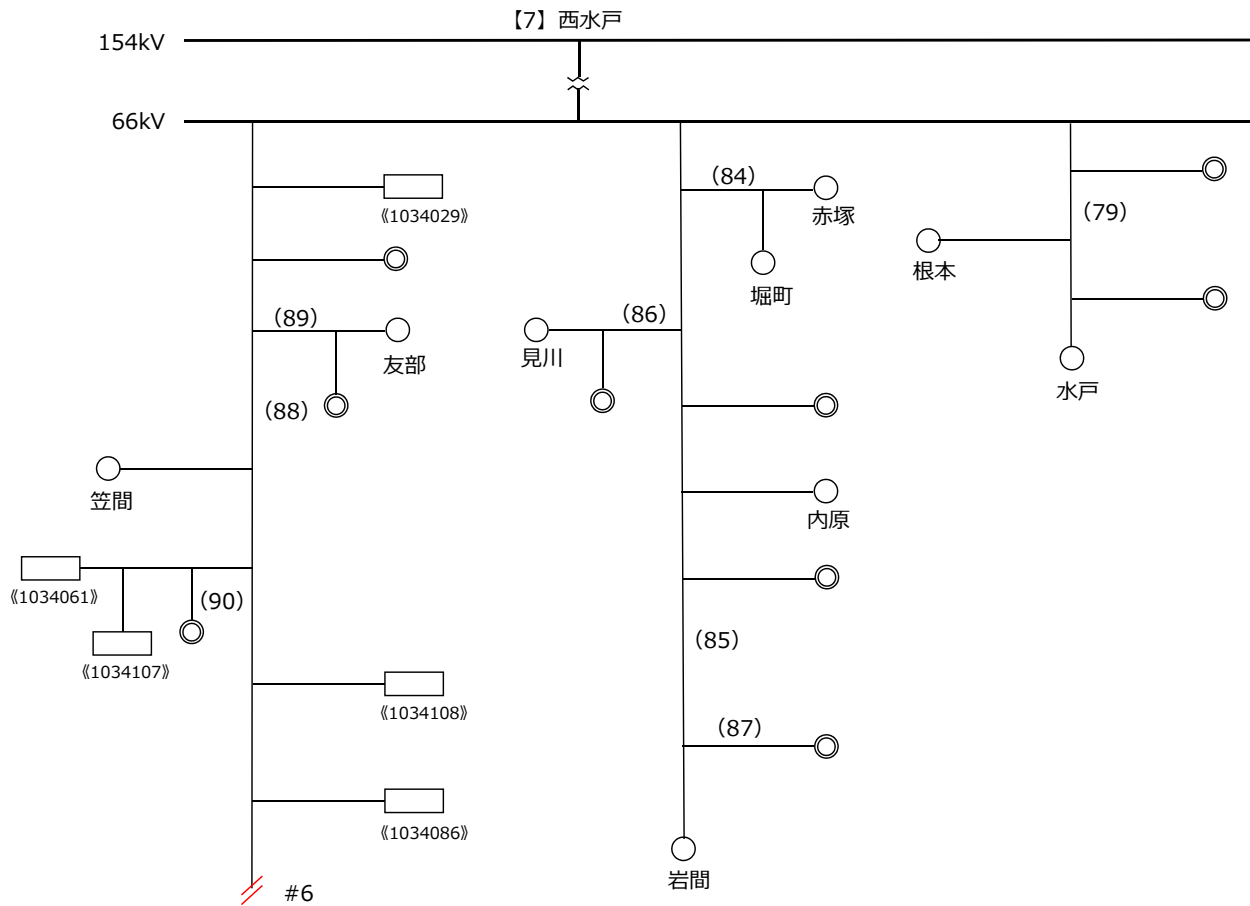 【7】西水戸
154kV
66kV
(84)
赤塚
《1034029》
(79)
根本
堀町
(89)
友部
(86)
見川
水戸
(88)
笠間
内原
《1034061》
(90)
(85)
《1034107》
《1034108》
(87)
《1034086》
岩間
#6